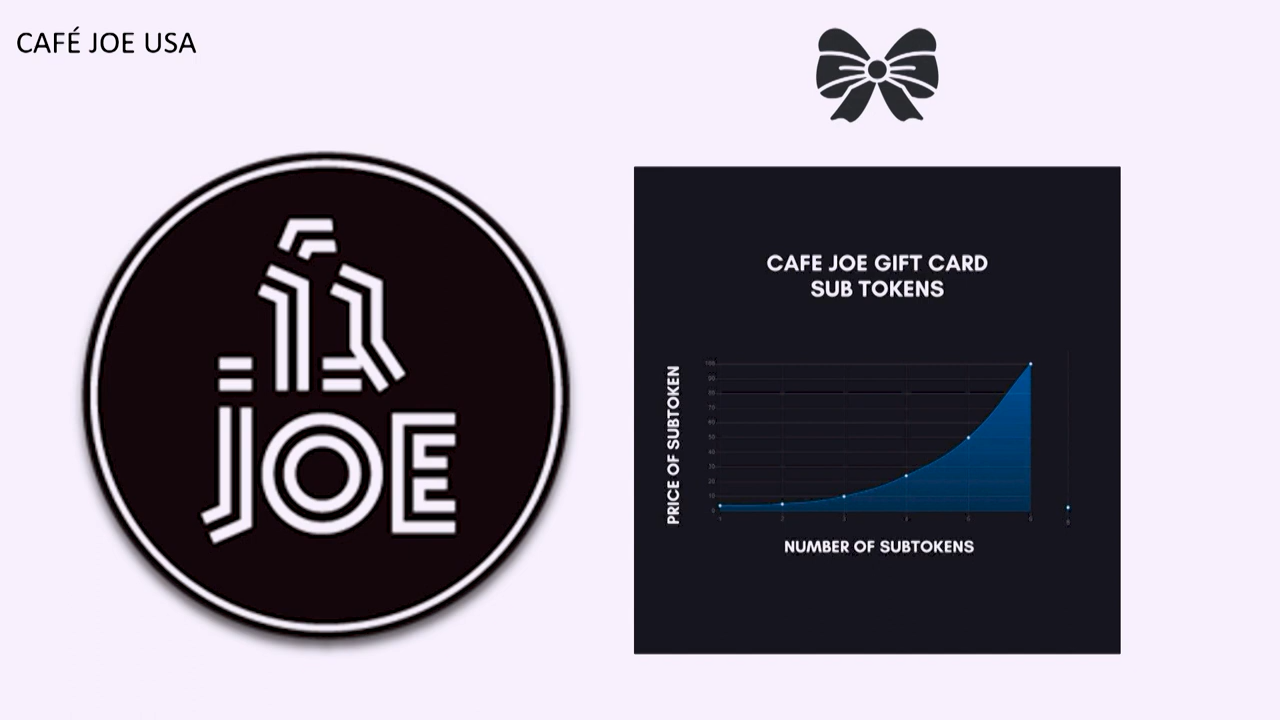 CAFÉ JOE USA
JOE
CAFE JOE GIFT CARD
SUB TOKENS
PRICE OF SUBTOKEN
NUMBER OF SUBTOKENS